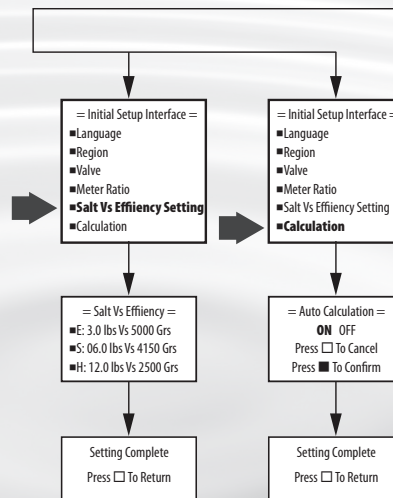 = Initial Setup Interface =
■Language
■Region
■Valve
■Meter Ratio
■Salt Vs Effiiency Setting
■Calculation
= Salt Vs Effiency =
■E: 3.0 lbs Vs 5000 Grs
■S: 06.0 lbs Vs 4150 Grs
■H: 12.0 lbs Vs 2500 Grs
Setting Complete
Press □ To Return
= Initial Setup Interface =
■Language
■Region
■Valve
■Meter Ratio
■Salt Vs Effiiency Setting
■Calculation
= Auto Calculation =
ON OFF
Press □ To Cancel
Press ■ To Confirm
Setting Complete
Press □ To Return